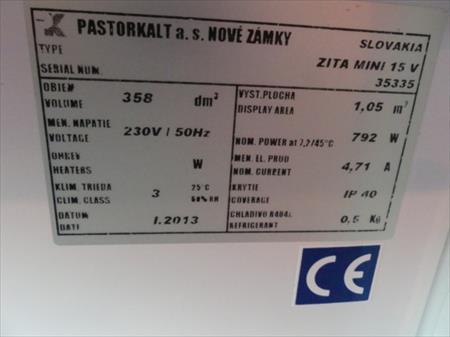 PASTORKALT a. s. NOVÉ ZÁMKY
SLOVAKIA
TYPE ZITA MINI 15 V
SERIAL NUM. 35335
OBJEM
VOLUME 358 dm³
MEN. NAPATIE
VOLTAGE 230V / 50Hz
OHREV
HEATERS W
KLIM. TRIEDA 25°C
CLIM. CLASS 3 60% RH
DATUM
DATE I.2013
VYST. PLOCHA
DISPLAY AREA 1,05 m²
NOM. POWER at 7,2/45°C 792 W
MEN. EL. PRUD
NOM. CURRENT 4,71 A
KRYTIE
COVERAGE IP 40
CHLADIVO R404a
REFRIGERANT 0,5 Kg
CE